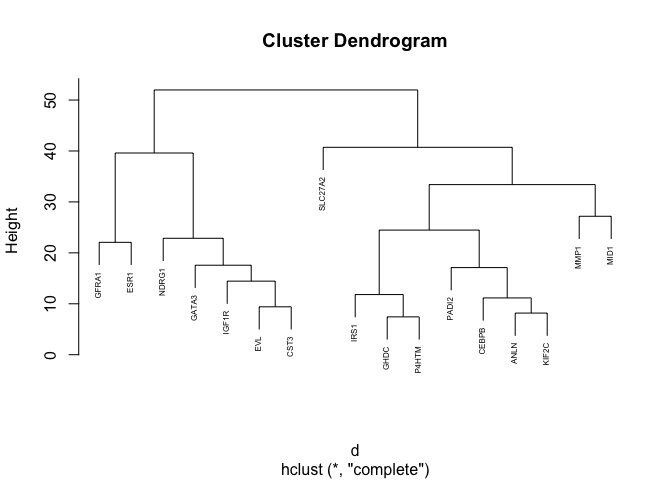 Cluster Dendrogram
Height
50
40
30
20
10
0
GFRA1
ESR1
NDRG1
GATA3
IGF1R
EVL
CST3
SLC27A2
IRS1
GHDC
P4HTM
PADI2
CEBPB
ANLN
KIF2C
MMP1
MID1
d
hclust (*, "complete")